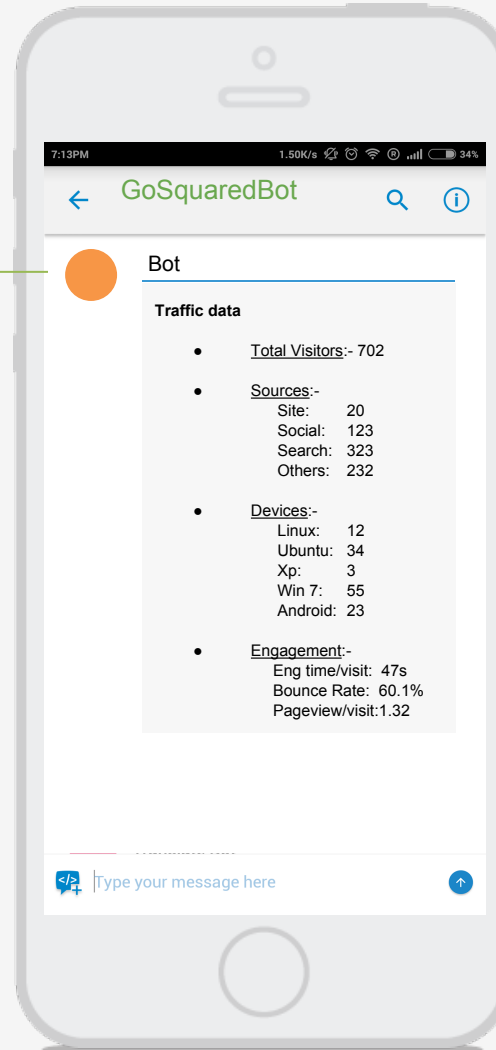 7:13PM 1.50K/s ® 34%
GoSquaredBot
Bot
Traffic data
● Total Visitors:- 702
● Sources:-
Site: 20
Social: 123
Search: 323
Others: 232
● Devices:-
Linux: 12
Ubuntu: 34
Xp: 3
Win 7: 55
Android: 23
● Engagement:-
Eng time/visit: 47s
Bounce Rate: 60.1%
Pageview/visit:1.32
Type your message here